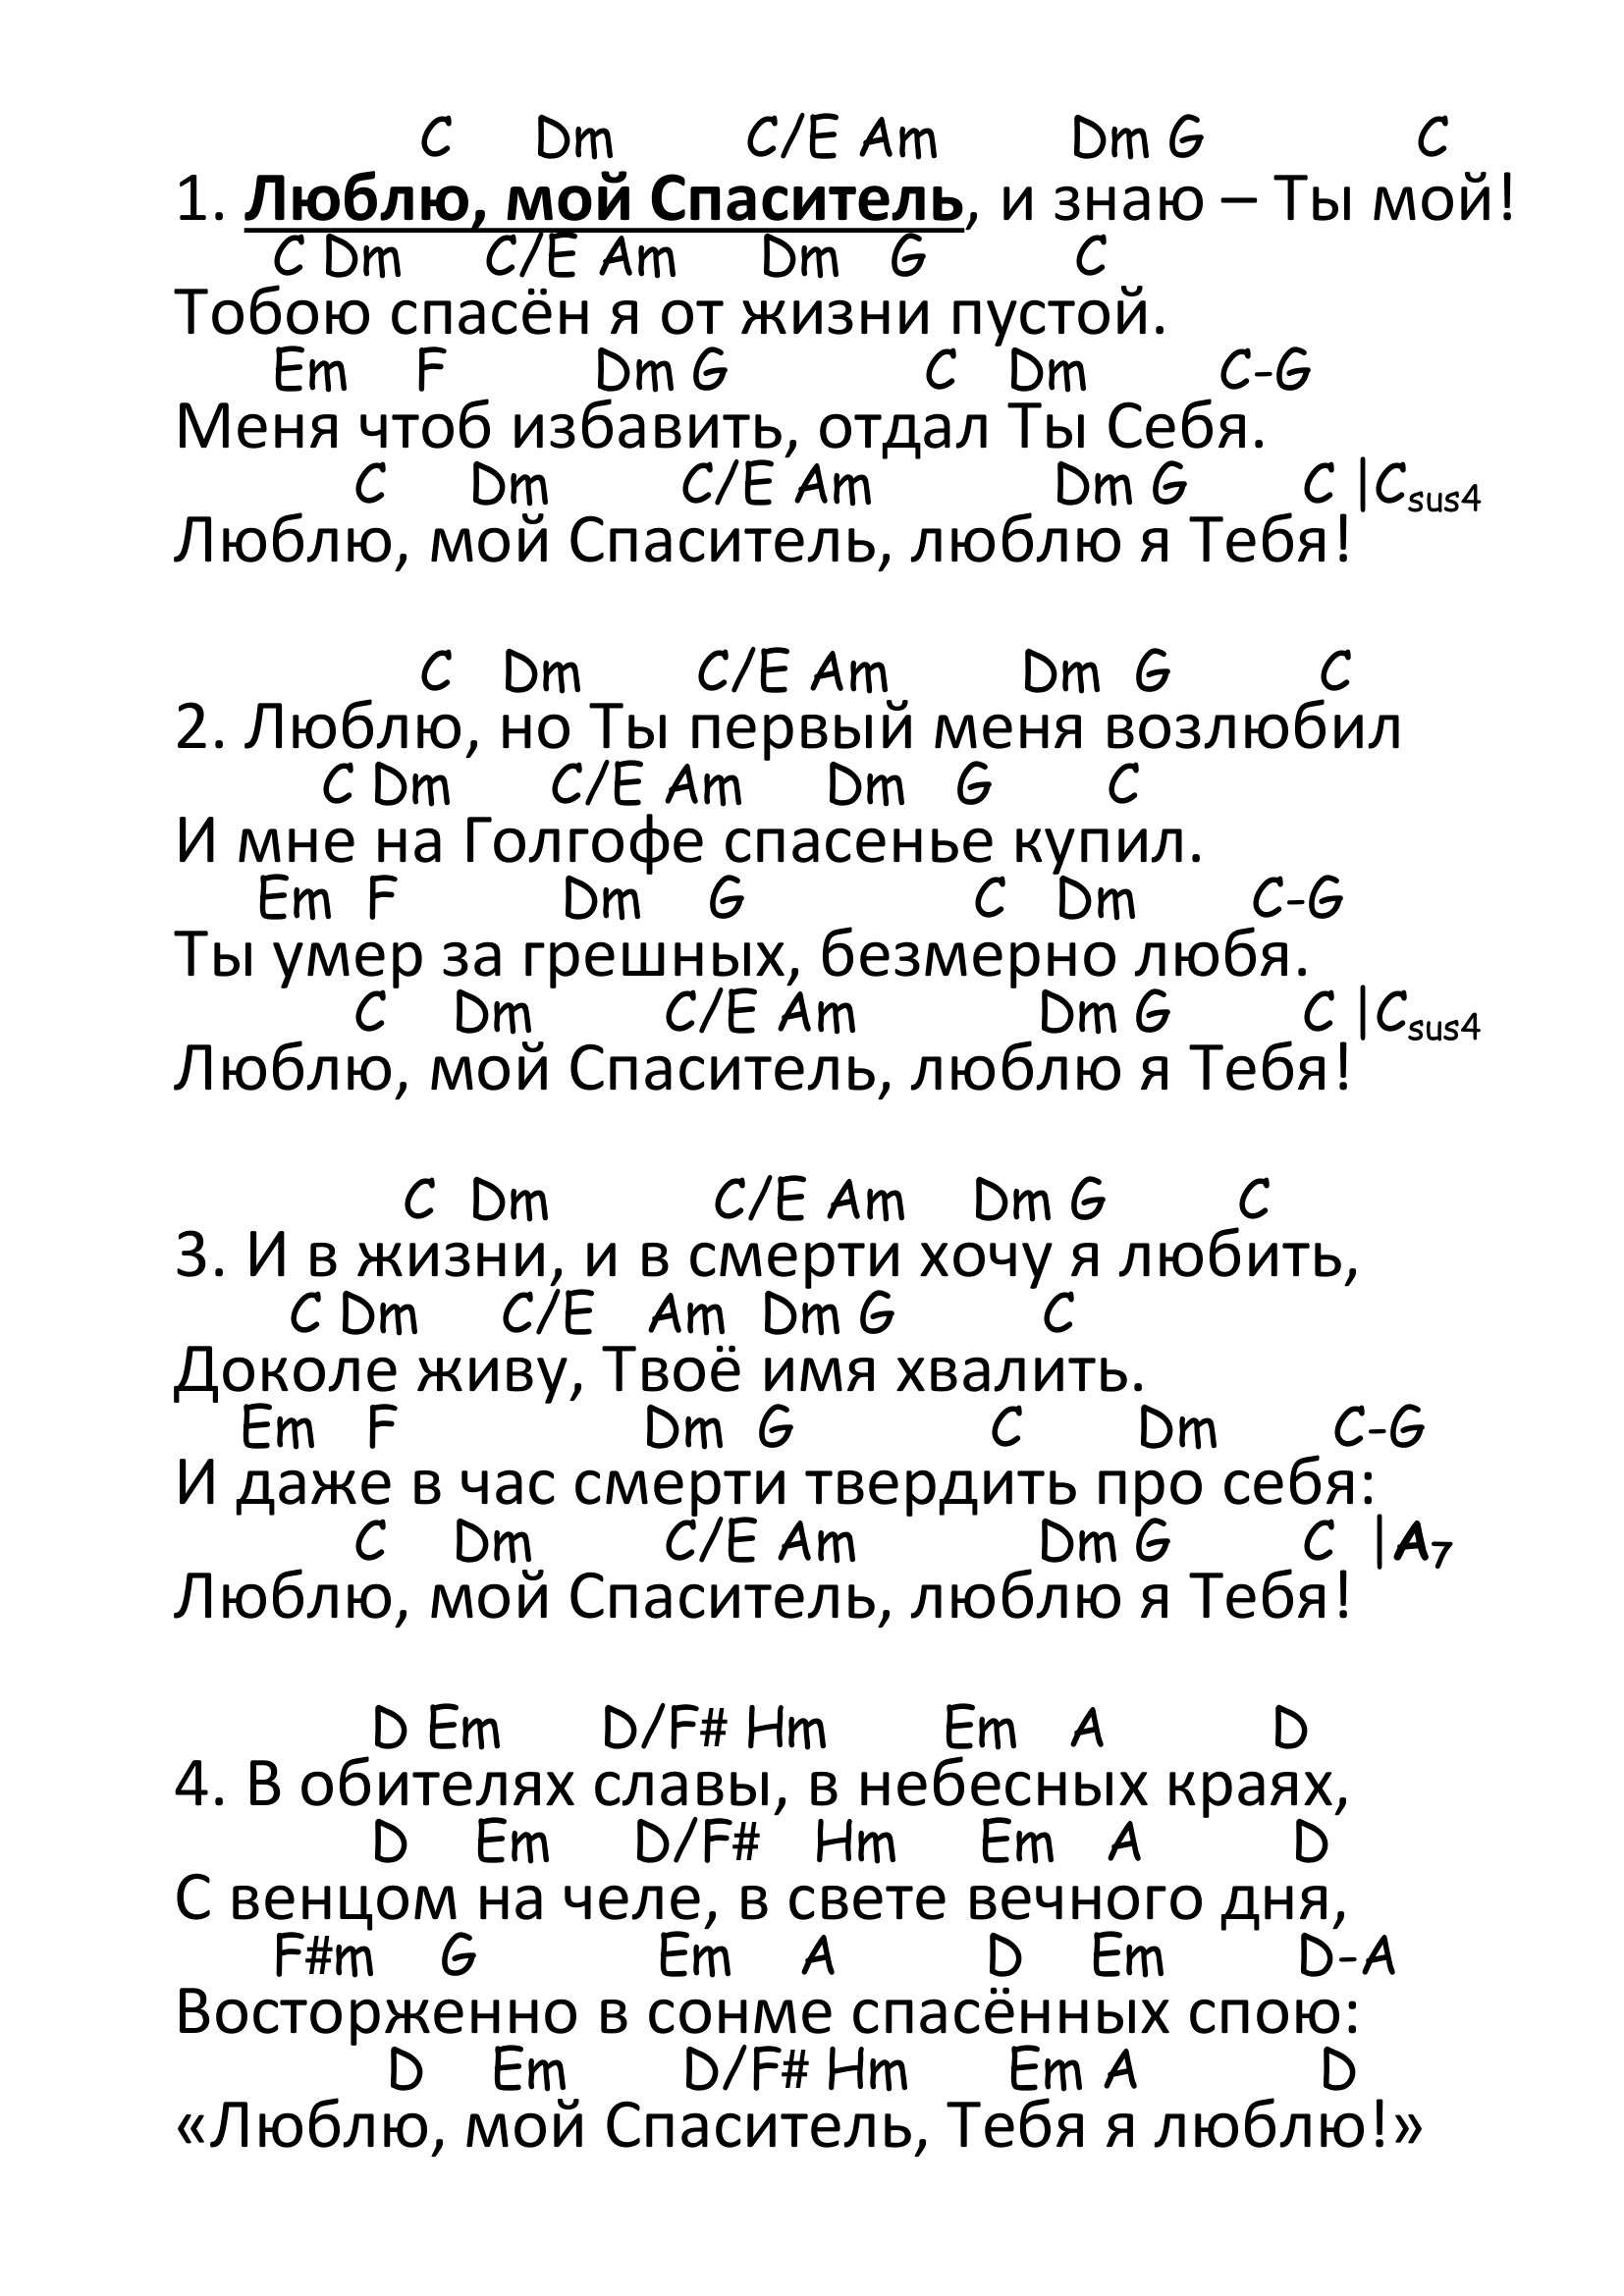 C Dm C/E Am Dm G C
1. Люблю, мой Спаситель, и знаю – Ты мой!
C Dm C/E Am Dm G C
Тобою спасён я от жизни пустой.
Em F Dm G C Dm C-G
Меня чтоб избавить, отдал Ты Себя.
C Dm C/E Am Dm G C |Csus4
Люблю, мой Спаситель, люблю я Тебя!
C Dm C/E Am Dm G C
2. Люблю, но Ты первый меня возлюбил
C Dm C/E Am Dm G C
И мне на Голгофе спасенье купил.
Em F Dm G C Dm C-G
Ты умер за грешных, безмерно любя.
C Dm C/E Am Dm G C |Csus4
Люблю, мой Спаситель, люблю я Тебя!
C Dm C/E Am Dm G C
3. И в жизни, и в смерти хочу я любить,
C Dm C/E Am Dm G C
Доколе живу, Твоё имя хвалить.
Em F Dm G C Dm C-G
И даже в час смерти твердить про себя:
C Dm C/E Am Dm G C |A7
Люблю, мой Спаситель, люблю я Тебя!
D Em D/F# Hm Em A D
4. В обителях славы, в небесных краях,
D Em D/F# Hm Em A D
С венцом на челе, в свете вечного дня,
F#m G Em A D Em D-A
Восторженно в сонме спасённых спою:
D Em D/F# Hm Em A D
«Люблю, мой Спаситель, Тебя я люблю!»